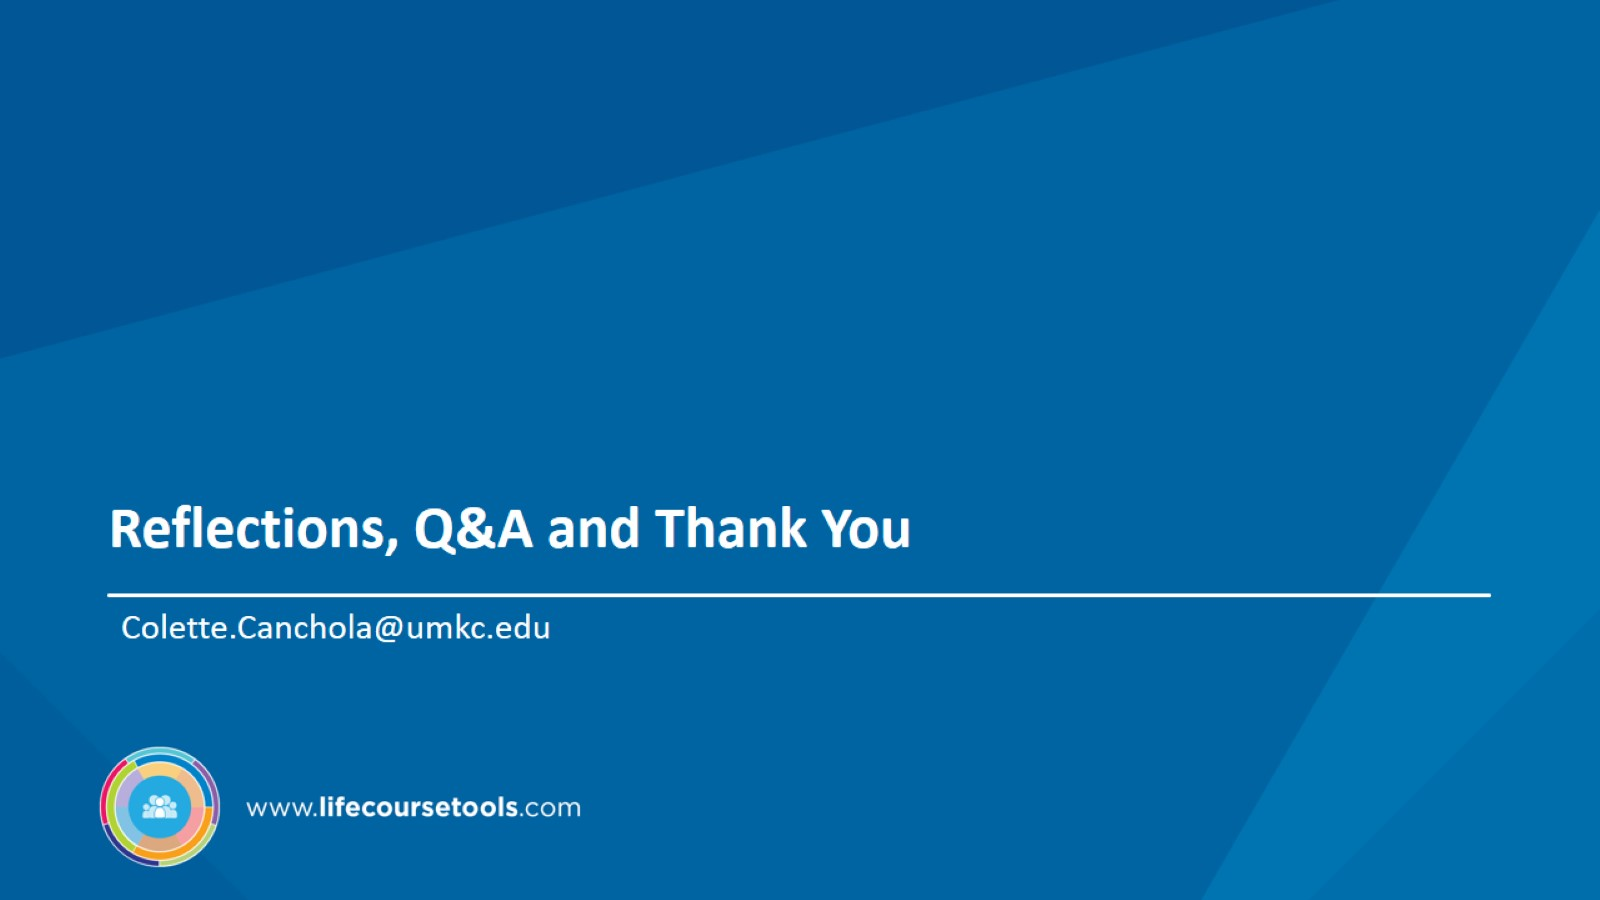 Reflections, Q&A and Thank You
Colette.Canchola@umkc.edu
www.lifecoursetools.com